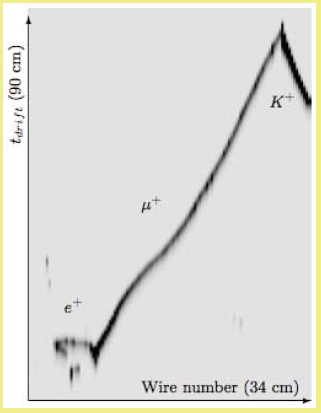 t_drift (90 cm)
K⁺
μ⁺
e⁺
Wire number (34 cm)